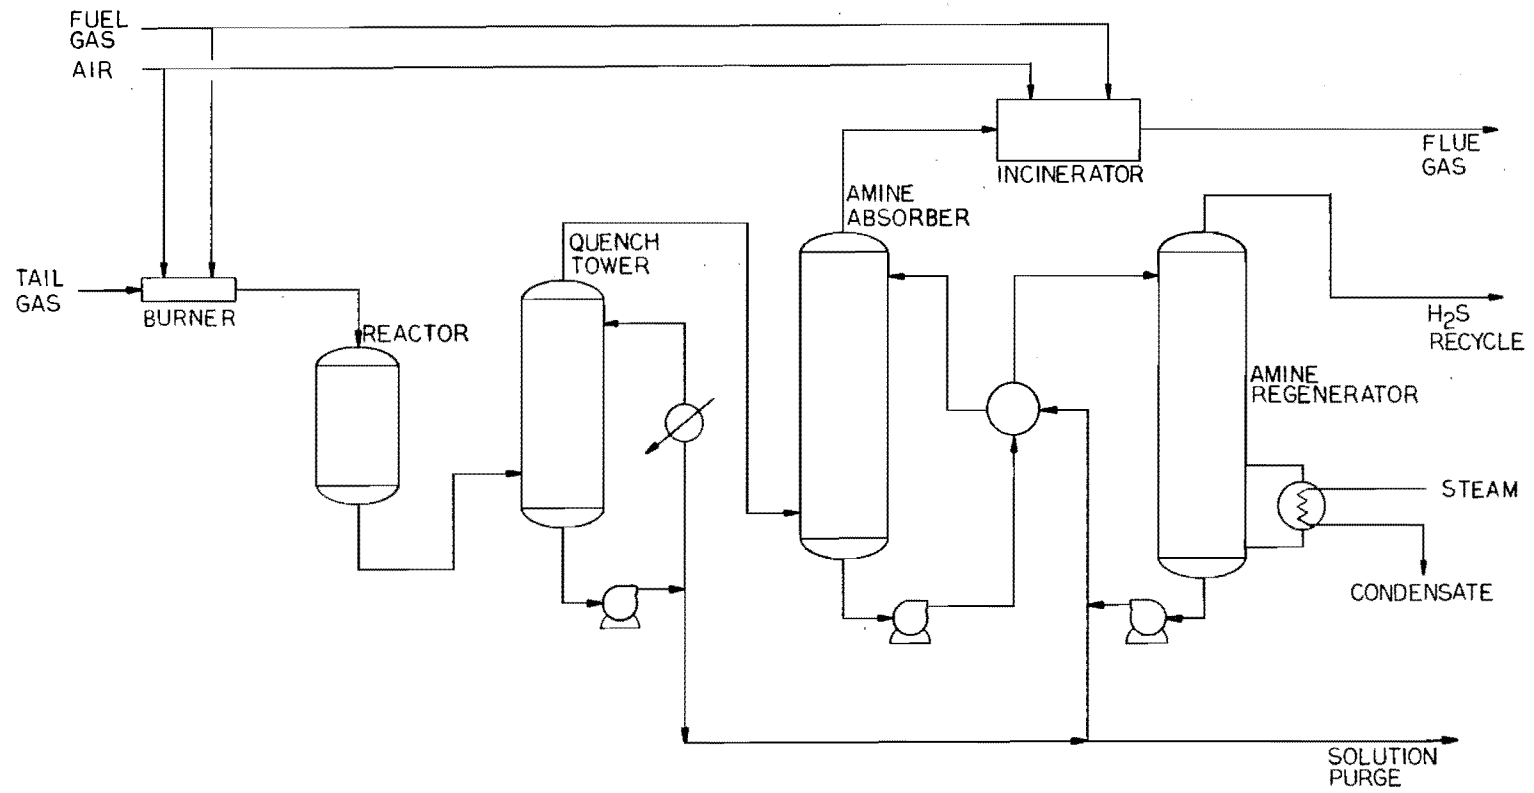 FUEL
GAS
AIR
TAIL
GAS
BURNER
REACTOR
QUENCH
TOWER
AMINE
ABSORBER
INCINERATOR
FLUE
GAS
H2S
RECYCLE
AMINE
REGENERATOR
STEAM
CONDENSATE
SOLUTION
PURGE